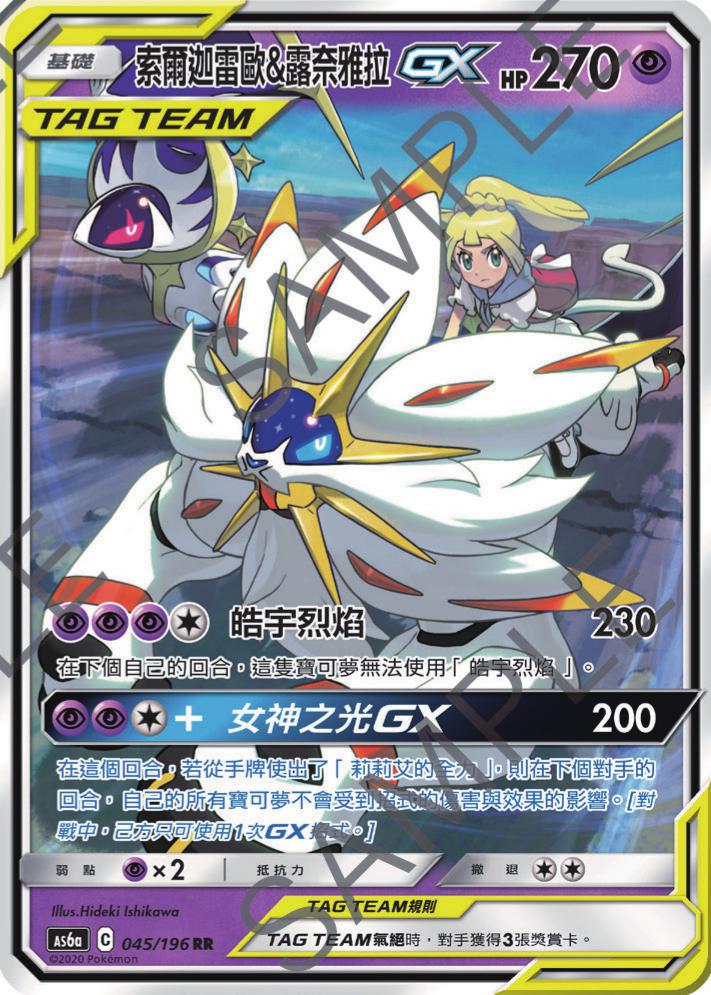 基礎
索爾迦雷歐&露奈雅拉GX HP270
TAG TEAM
SAMPLE
皓宇烈焰 230
在下個自己的回合，這隻寶可夢無法使用「皓宇烈焰」。
+ 女神之光GX 200
在這個回合，若從手牌使出了「莉莉艾的全力」，則在下個對手的
回合，自己的所有寶可夢不會受到招式的傷害與效果的影響。[對
戰中，己方只可使用1次GX招式。]
弱點 ×2 抵抗力 撤退
Illus.Hideki Ishikawa
TAG TEAM規則
AS6a C 045/196 RR
TAG TEAM氣絕時，對手獲得3張獎賞卡。
©2020 Pokémon